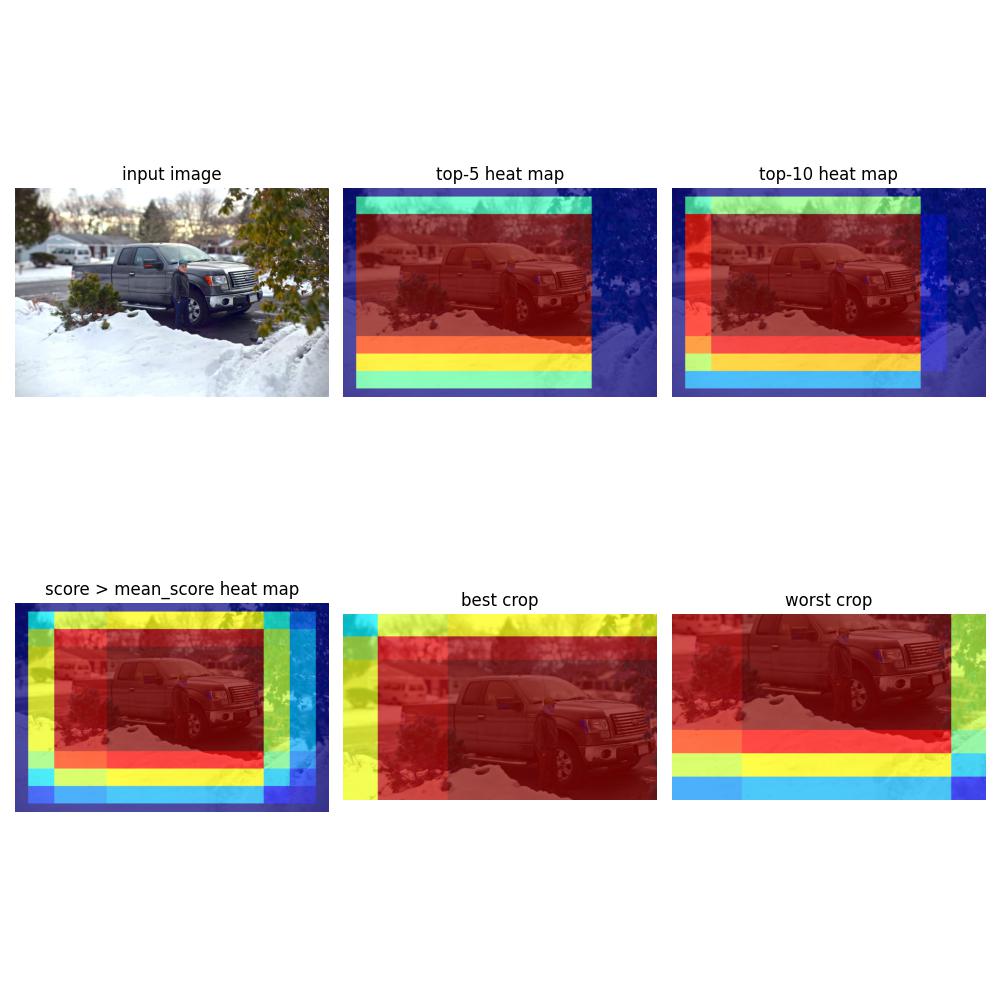 input image
top-5 heat map
top-10 heat map
score > mean_score heat map
best crop
worst crop